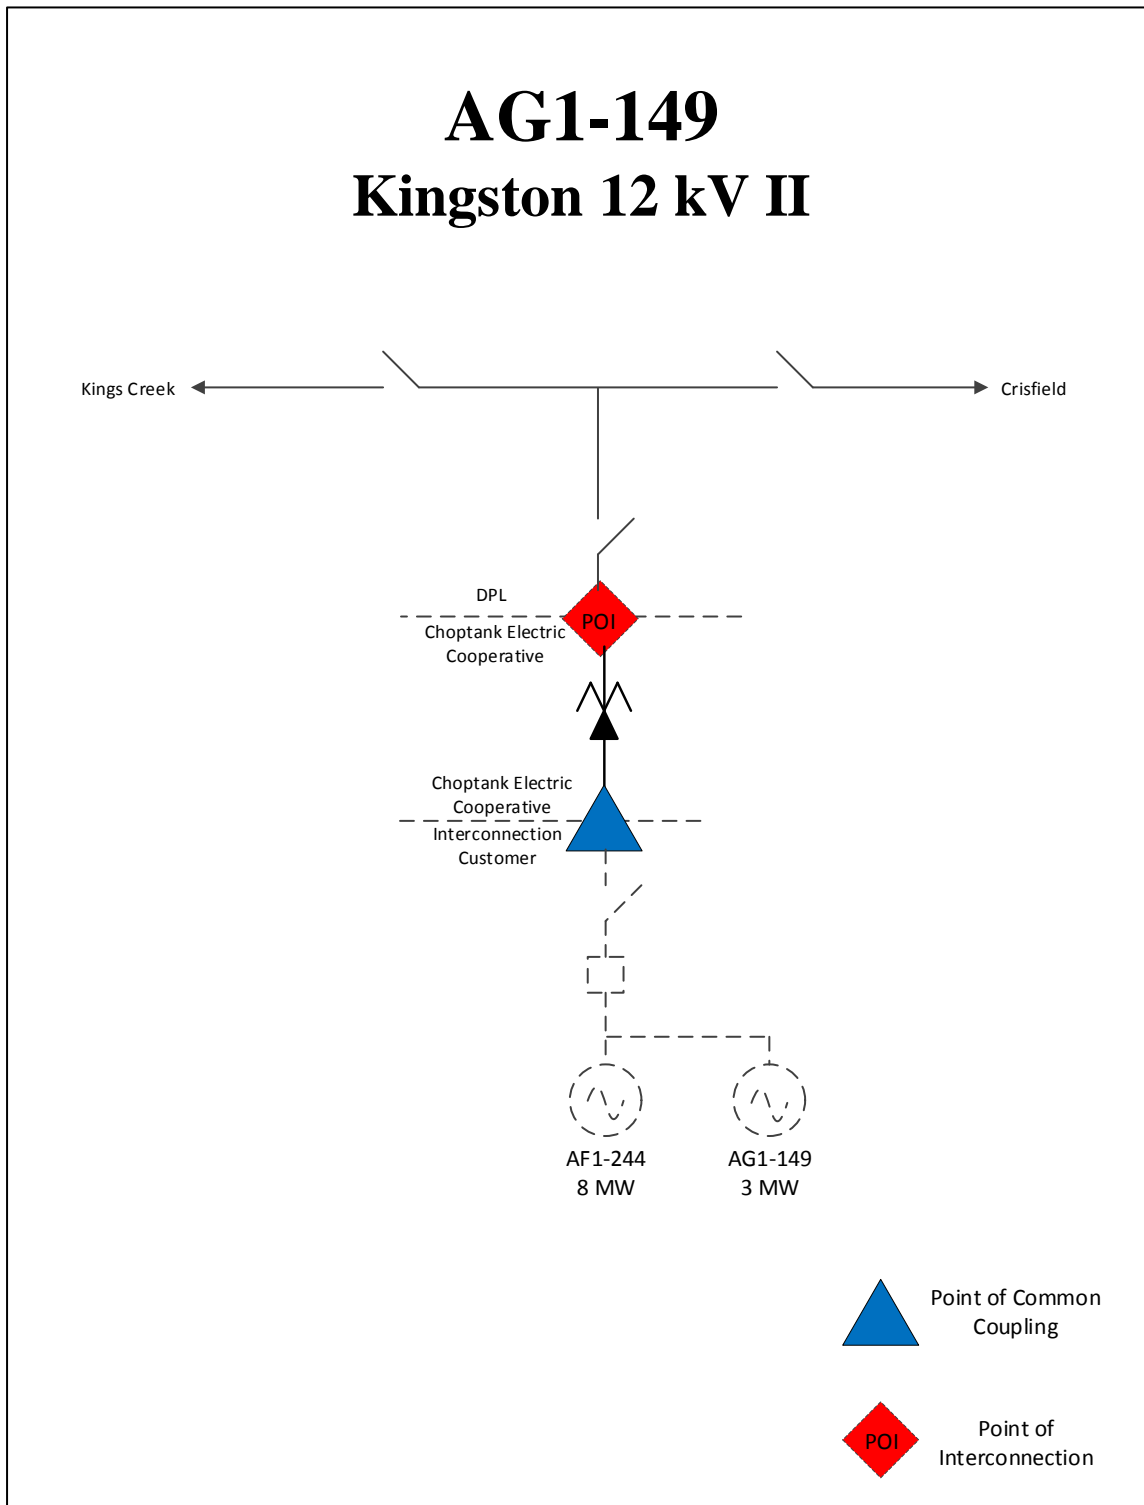 AG1-149
Kingston 12 kV II
Kings Creek
Crisfield
DPL
POI
Choptank Electric
Cooperative
Choptank Electric
Cooperative
Interconnection
Customer
AF1-244
8 MW
AG1-149
3 MW
Point of Common
Coupling
POI
Point of
Interconnection